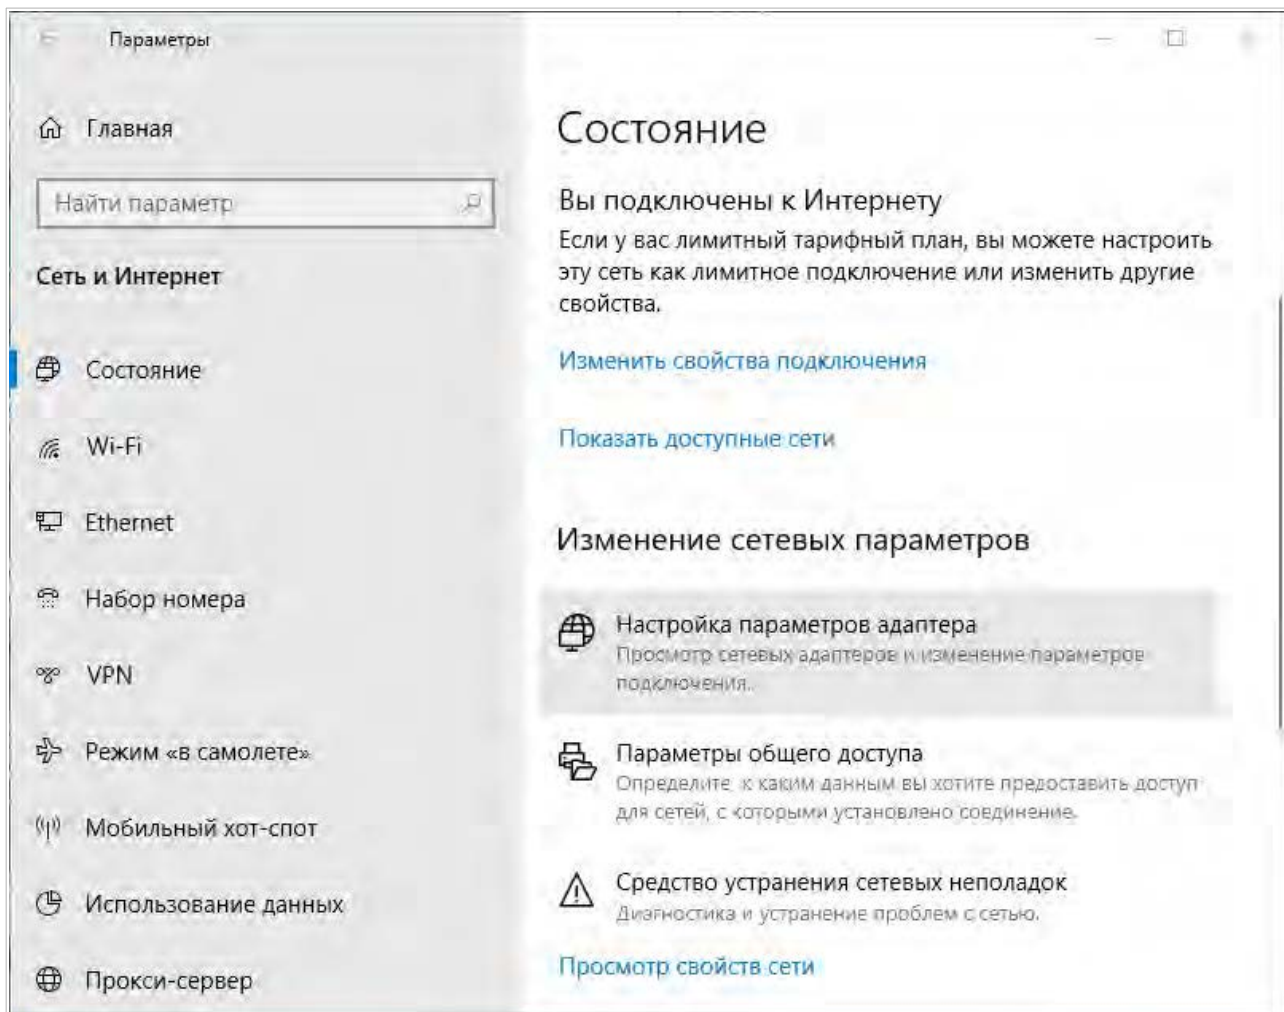 Параметры
Главная
Найти параметр
Сеть и Интернет
Состояние
Wi-Fi
Ethernet
Набор номера
VPN
Режим «в самолете»
Мобильный хот-спот
Использование данных
Прокси-сервер
Состояние
Вы подключены к Интернету
Если у вас лимитный тарифный план, вы можете настроить
эту сеть как лимитное подключение или изменить другие
свойства.
Изменить свойства подключения
Показать доступные сети
Изменение сетевых параметров
Настройка параметров адаптера
Просмотр сетевых адаптеров и изменение параметров
подключения.
Параметры общего доступа
Определите, к каким данным вы хотите предоставить доступ
для сетей, с которыми установлено соединение.
Средство устранения сетевых неполадок
Диагностика и устранение проблем с сетью.
Просмотр свойств сети